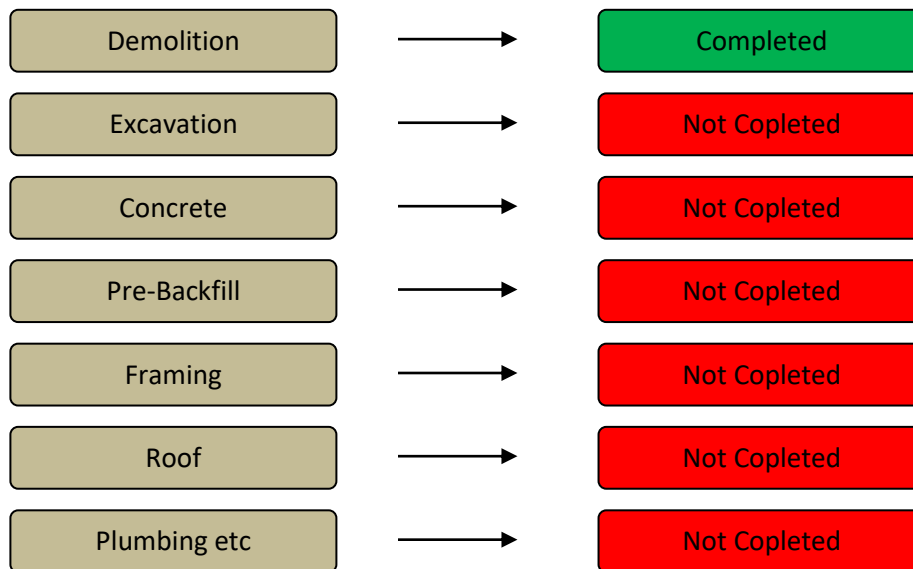 Demolition Completed
Excavation Not Copleted
Concrete Not Copleted
Pre-Backfill Not Copleted
Framing Not Copleted
Roof Not Copleted
Plumbing etc Not Copleted